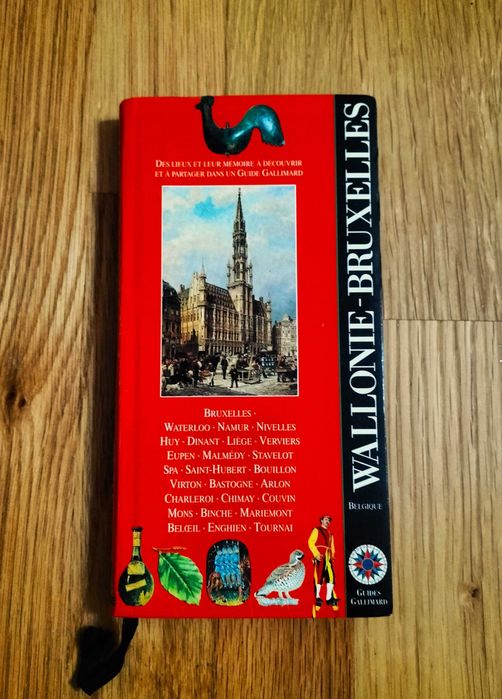 DES LIEUX ET LEUR MÉMOIRE À DÉCOUVRIR
ET À PARTAGER DANS UN GUIDE GALLIMARD
BRUXELLES ·
WATERLOO · NAMUR · NIVELLES
HUY · DINANT · LIÈGE · VERVIERS
EUPEN · MALMÉDY · STAVELOT
SPA · SAINT-HUBERT · BOUILLON
VIRTON · BASTOGNE · ARLON
CHARLEROI · CHIMAY · COUVIN
MONS · BINCHE · MARIEMONT
BELŒIL · ENGHIEN · TOURNAI
WALLONIE-BRUXELLES
BELGIQUE
GUIDES
GALLIMARD